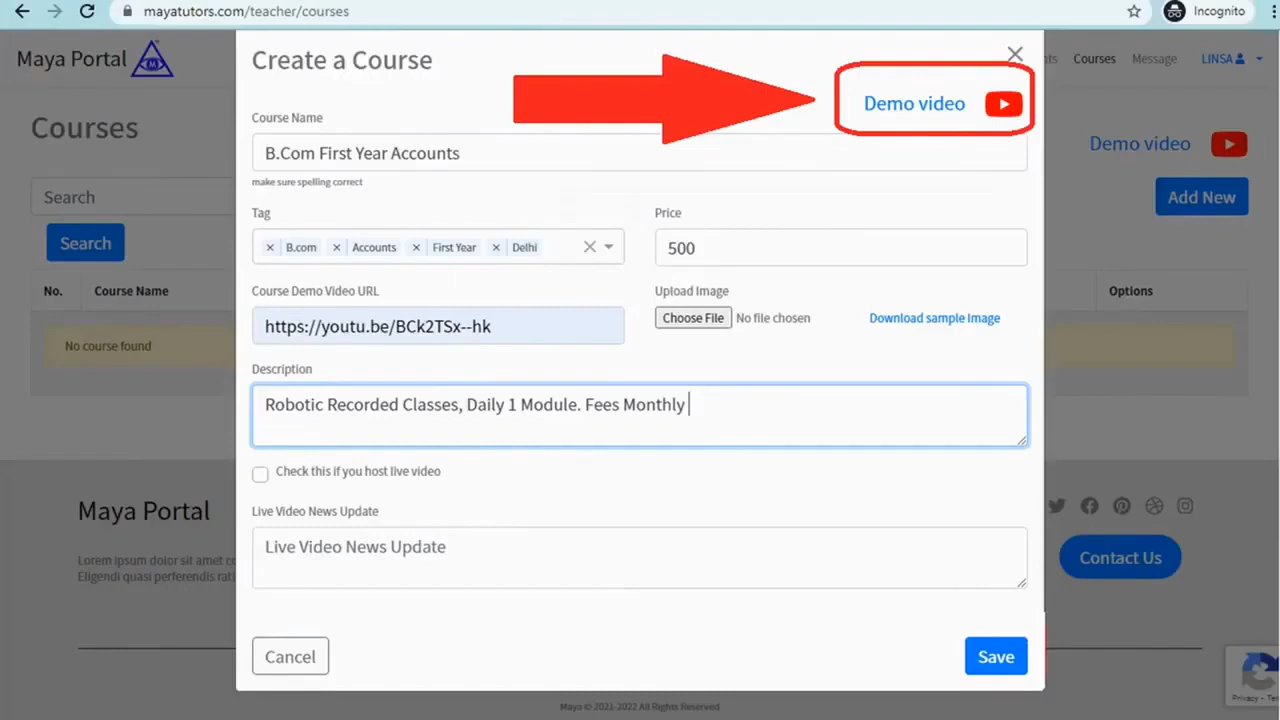 mayatutors.com/teacher/courses
Incognito
Maya Portal
Courses
Message
LINSA
Create a Course
Demo video
Course Name
B.Com First Year Accounts
make sure spelling correct
Courses
Demo video
Search
Add New
Search
Tag
Price
× B.com × Accounts × First Year × Delhi
500
No.
Course Name
Options
Course Demo Video URL
Upload Image
https://youtu.be/BCk2TSx--hk
Choose File No file chosen
Download sample Image
No course found
Description
Robotic Recorded Classes, Daily 1 Module. Fees Monthly
Check this if you host live video
Live Video News Update
Live Video News Update
Maya Portal
Lorem ipsum dolor sit amet
Eligendi quasi perferendis
Contact Us
Cancel
Save
Maya © 2021-2022 All Rights Reserved
Privacy